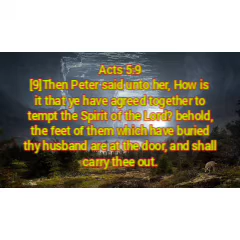 Acts 5:9
[9]Then Peter said unto her, How is
it that ye have agreed together to
tempt the Spirit of the Lord? behold,
the feet of them which have buried
thy husband are at the door, and shall
carry thee out.